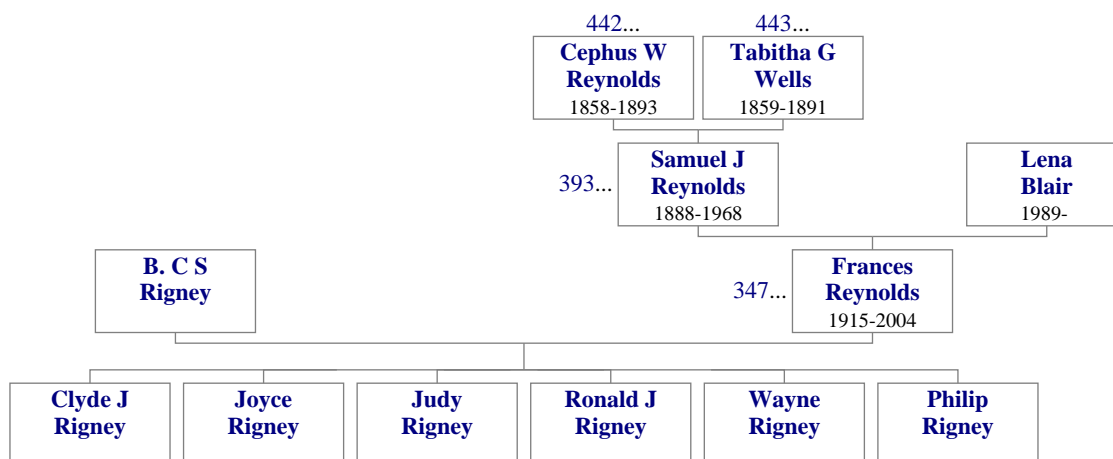 442...
443...
Cephus W
Reynolds
1858-1893
Tabitha G
Wells
1859-1891
393...
Samuel J
Reynolds
1888-1968
Lena
Blair
1989-
B. C S
Rigney
347...
Frances
Reynolds
1915-2004
Clyde J
Rigney
Joyce
Rigney
Judy
Rigney
Ronald J
Rigney
Wayne
Rigney
Philip
Rigney